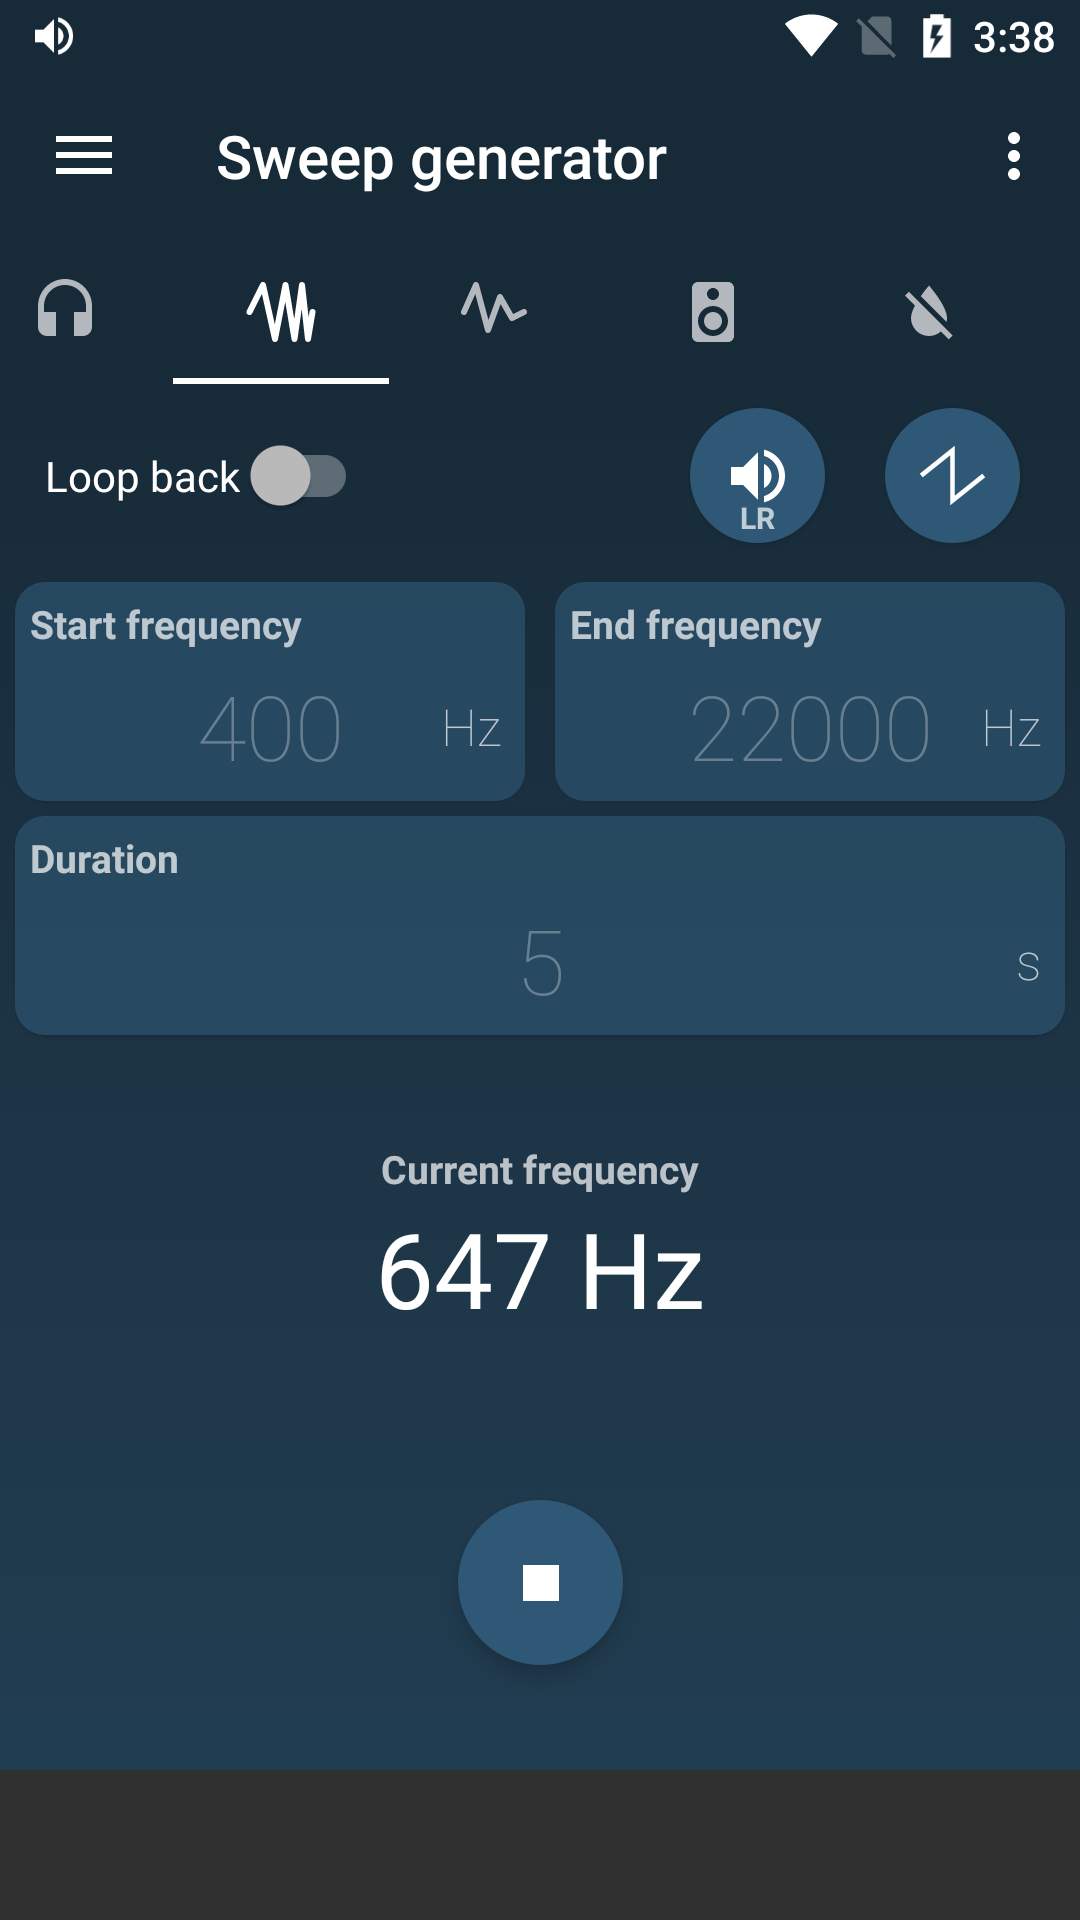 3:38
Sweep generator
Loop back
LR
Start frequency
End frequency
400 Hz
22000 Hz
Duration
5 s
Current frequency
647 Hz